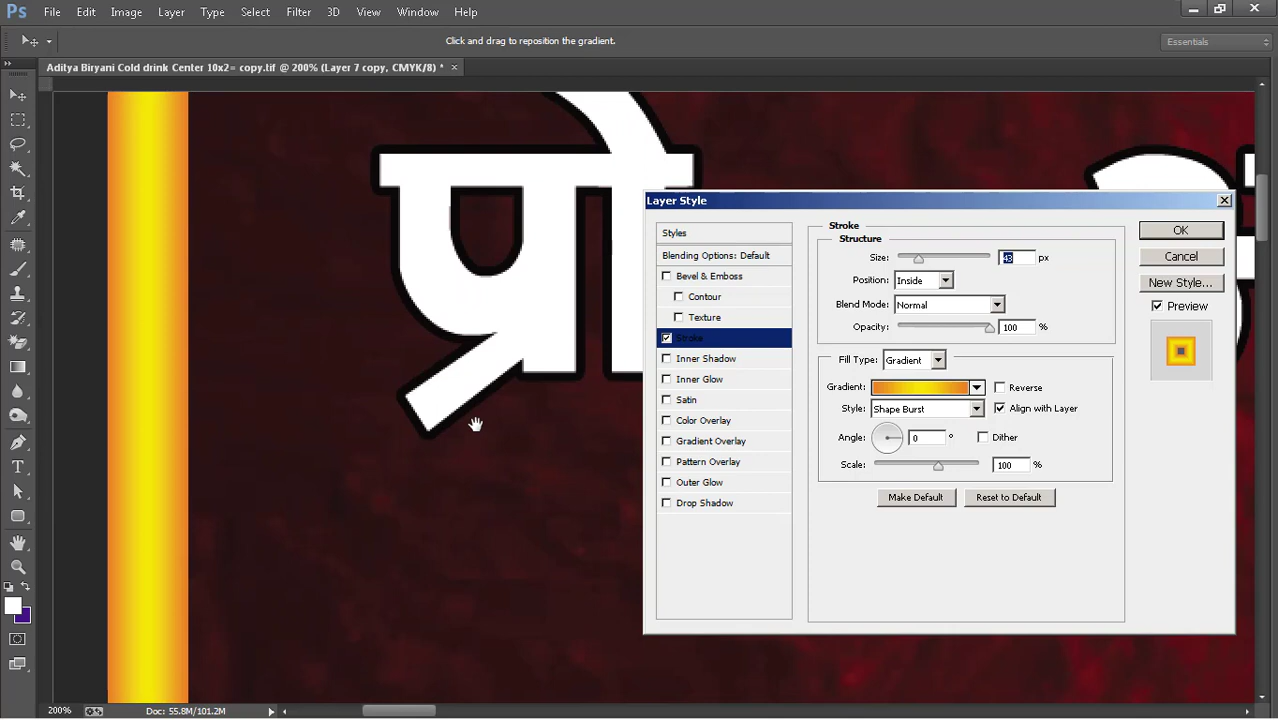 Ps File Edit Image Layer Type Select Filter 3D View Window Help
Click and drag to reposition the gradient.
Essentials
Aditya Biryani Cold drink Center 10x2= copy.tif @ 200% (Layer 7 copy, CMYK/8) *
प्रो
Layer Style
Styles
Blending Options: Default
Bevel & Emboss
Contour
Texture
Stroke
Inner Shadow
Inner Glow
Satin
Color Overlay
Gradient Overlay
Pattern Overlay
Outer Glow
Drop Shadow
Stroke
Structure
Size: 43 px
Position: Inside
Blend Mode: Normal
Opacity: 100 %
Fill Type: Gradient
Gradient: Reverse
Style: Shape Burst Align with Layer
Angle: 0 ° Dither
Scale: 100 %
Make Default Reset to Default
OK
Cancel
New Style...
Preview
200% Doc: 55.8M/101.2M